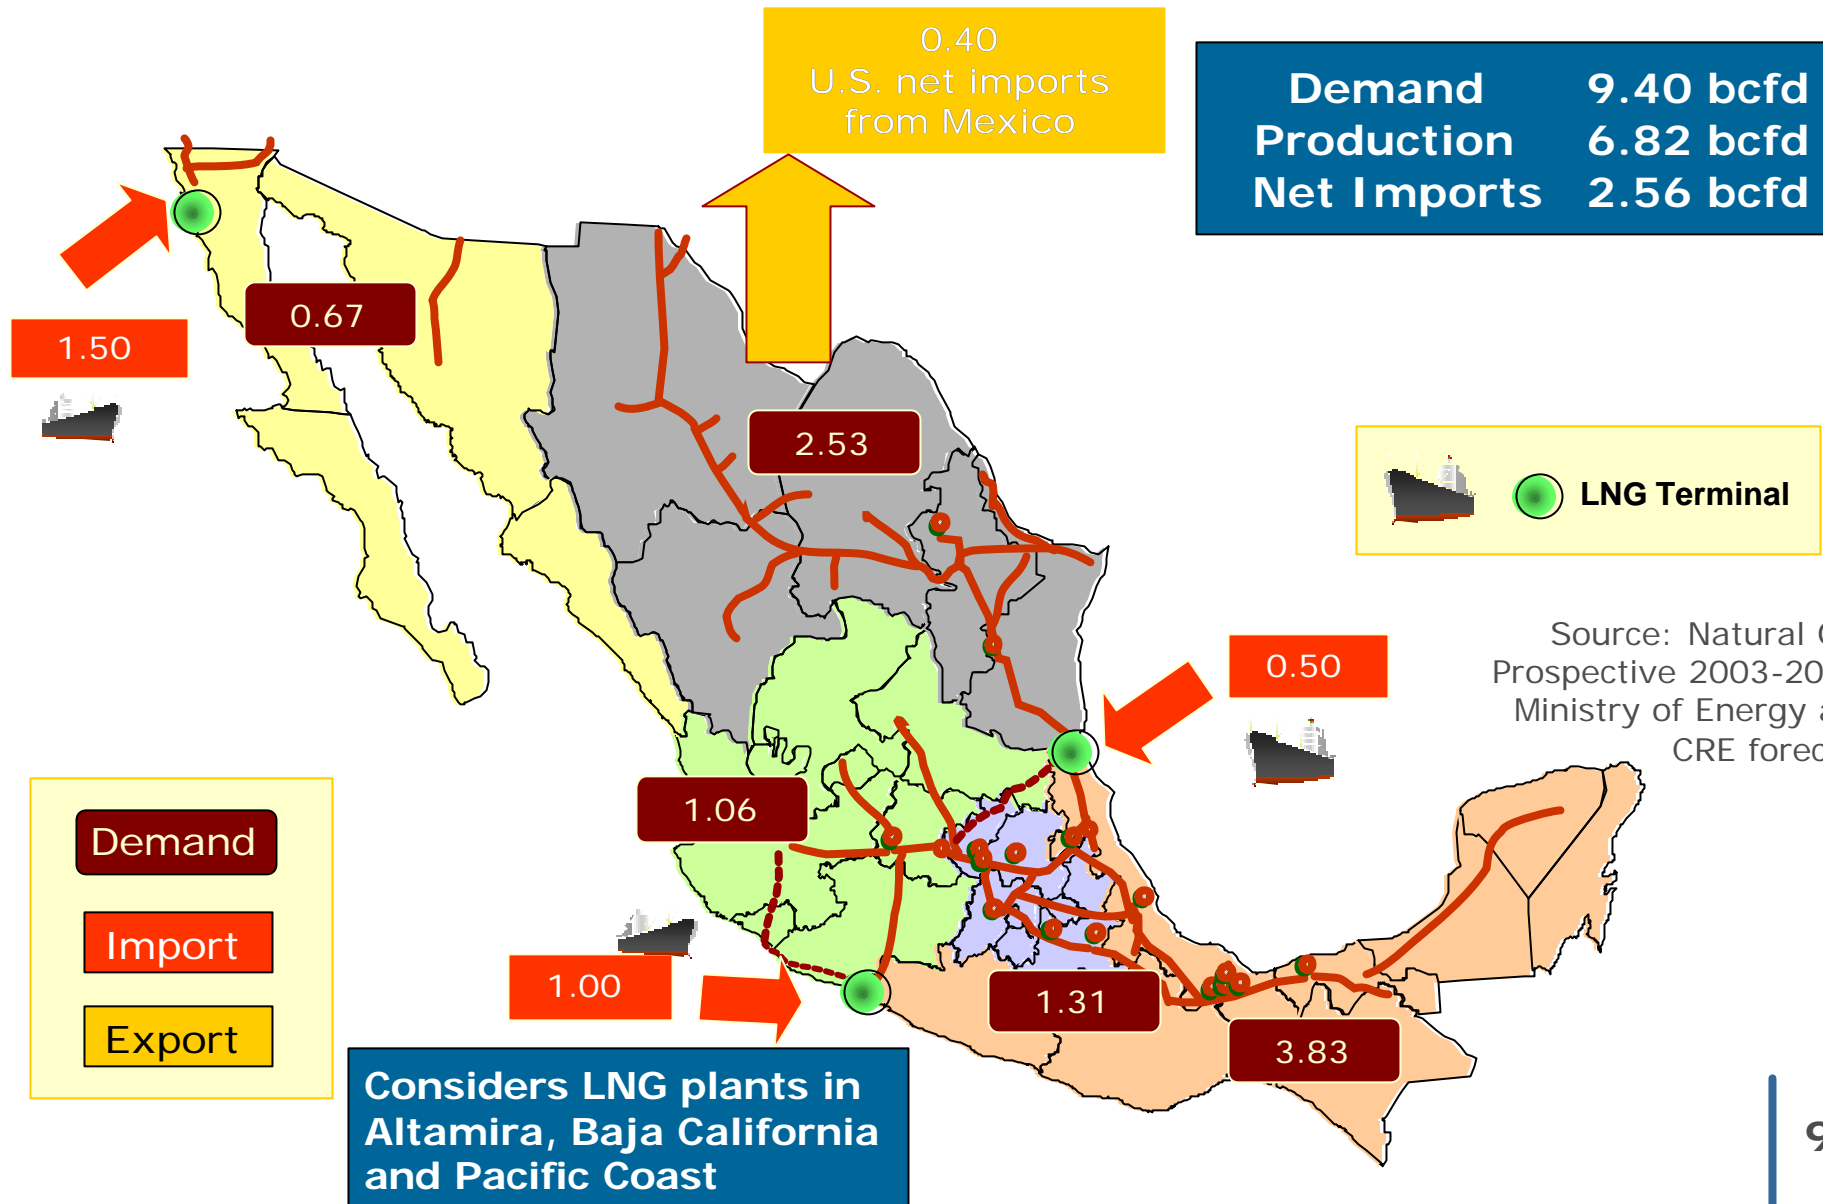 0.40
U.S. net imports
from Mexico
Demand 9.40 bcfd
Production 6.82 bcfd
Net Imports 2.56 bcfd
0.67
1.50
2.53
LNG Terminal
0.50
Source: Natural
Prospective 2003-20
Ministry of Energy
CRE
1.06
Demand
Import
Export
1.00
1.31
3.83
Considers LNG plants in
Altamira, Baja California
and Pacific Coast
9